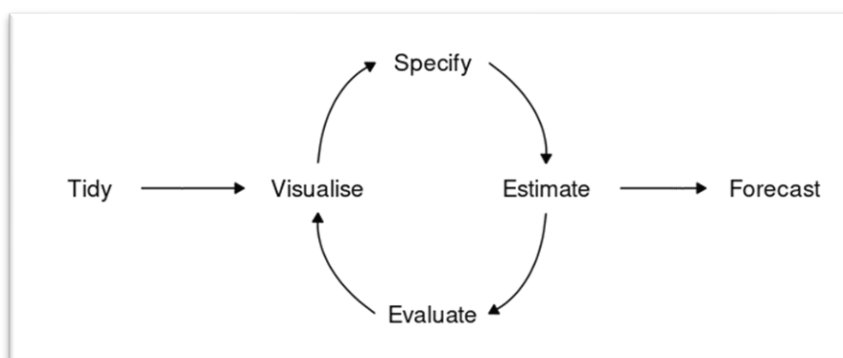 Specify
Tidy
Visualise
Estimate
Forecast
Evaluate